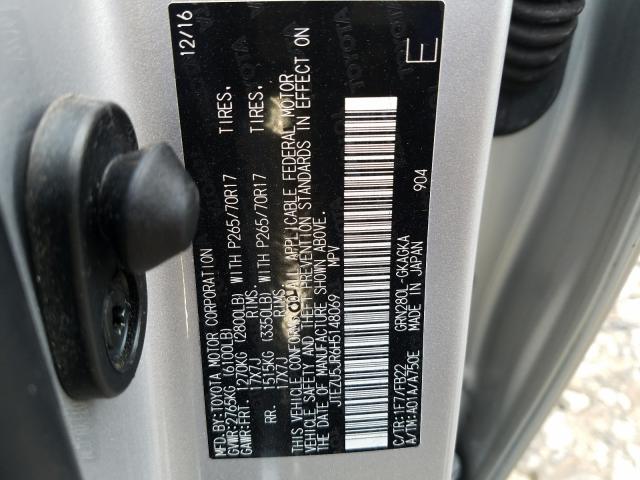 12/16
MFD.BY:TOYOTA MOTOR CORPORATION
GVWR:2765KG (6100LB)
GAWR:FRT. 1270KG (2800LB) WITH P265/70R17 TIRES.
17X7J RIMS.
RR. 1515KG (3350LB) WITH P265/70R17 TIRES.
17X7J RIMS.
THIS VEHICLE CONFORMS TO ALL APPLICABLE FEDERAL MOTOR
VEHICLE SAFETY AND THEFT PREVENTION STANDARDS IN EFFECT ON
THE DATE OF MANUFACTURE SHOWN ABOVE.
JTEZU5JR6H5148069 MPV
C/TR:1F7/FB22 GRN280L-GKAGKA 904
A/TM:A01A/A750E MADE IN JAPAN
E
TOYOTA
TOYOTA